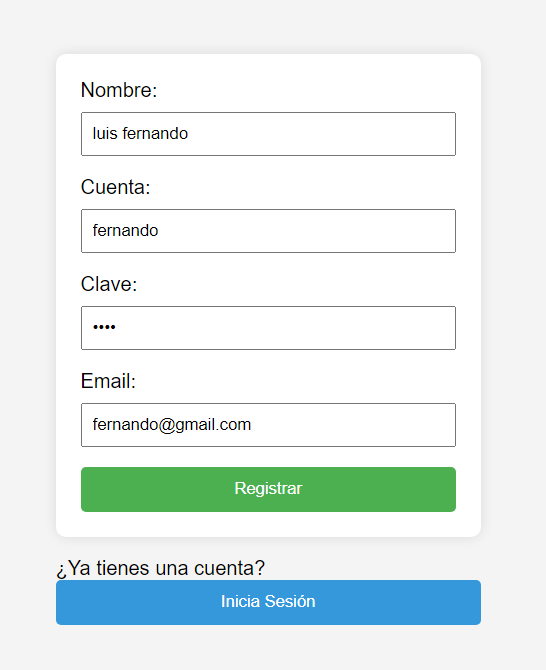 Nombre:
luis fernando
Cuenta:
fernando
Clave:
••••
Email:
fernando@gmail.com
Registrar
¿Ya tienes una cuenta?
Inicia Sesión